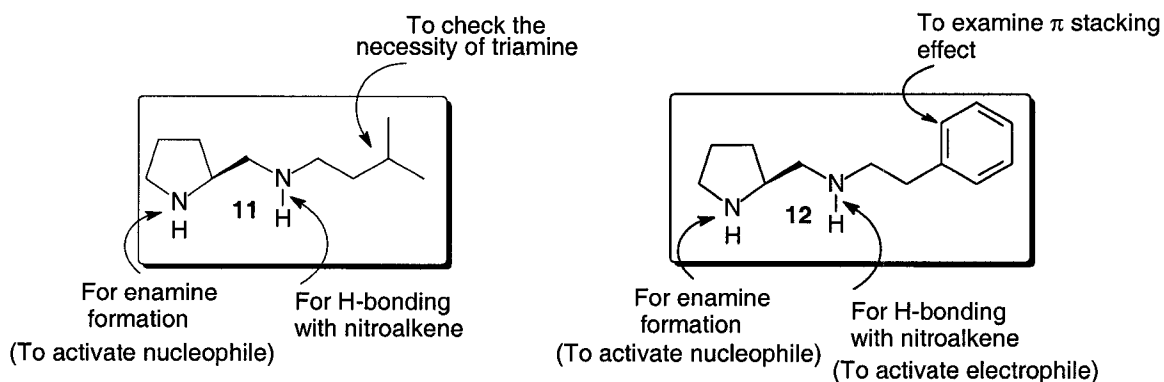 To check the
necessity of triamine
N
H
11
N
H
For enamine
formation
(To activate nucleophile)
For H-bonding
with nitroalkene
To examine π stacking
effect
N
H
12
N
H
For enamine
formation
(To activate nucleophile)
For H-bonding
with nitroalkene
(To activate electrophile)